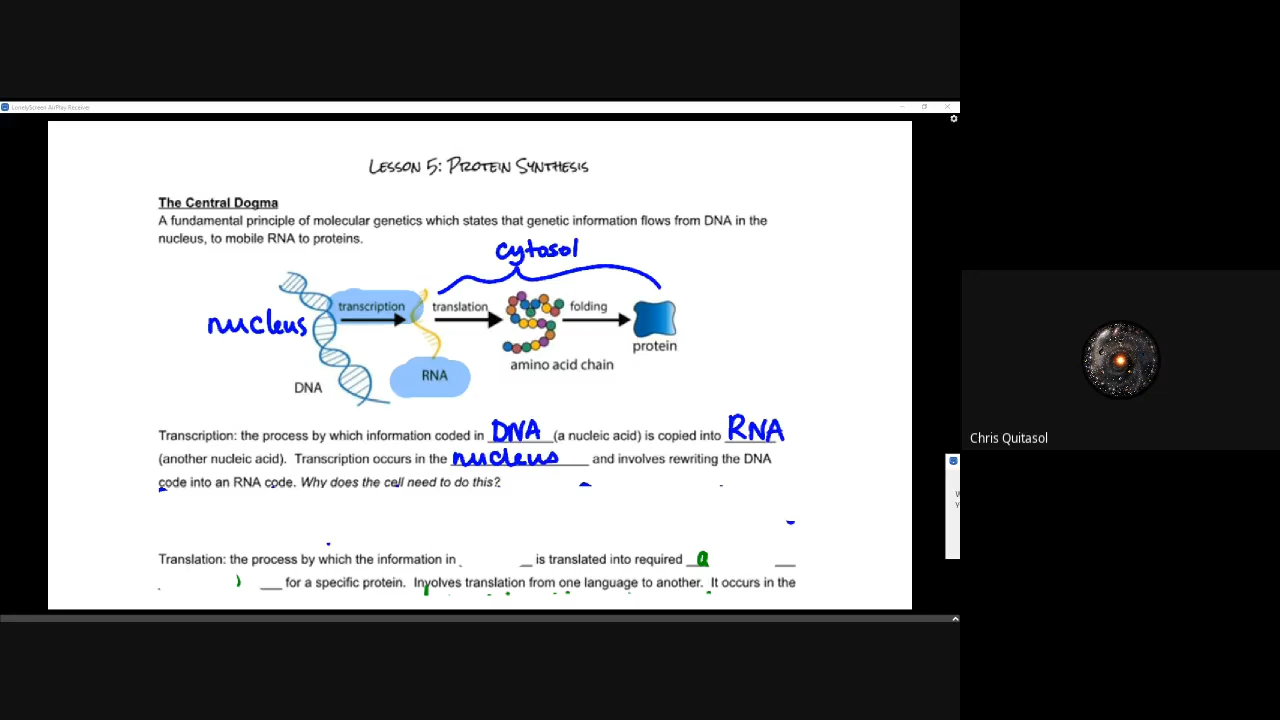 LonelyScreen AirPlay Receiver
LESSON 5: PROTEIN SYNTHESIS
The Central Dogma
A fundamental principle of molecular genetics which states that genetic information flows from DNA in the
nucleus, to mobile RNA to proteins.
cytosol
transcription translation folding
nucleus
protein
amino acid chain
RNA
DNA
Transcription: the process by which information coded in DNA (a nucleic acid) is copied into RNA
(another nucleic acid). Transcription occurs in the nucleus and involves rewriting the DNA
code into an RNA code. Why does the cell need to do this?
Translation: the process by which the information in is translated into required a
for a specific protein. Involves translation from one language to another. It occurs in the
Chris Quitasol